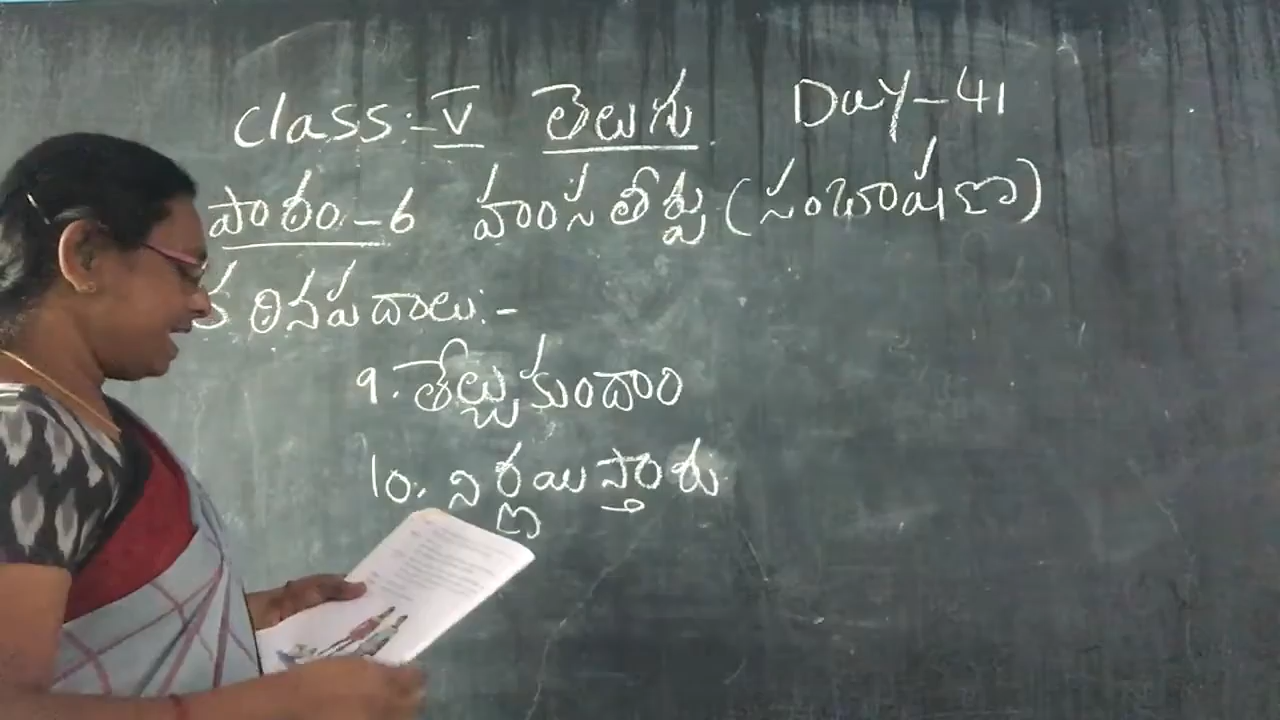 Class:- V తెలుగు Day-41
పాఠం-6 హంస తీర్పు (సంబాషణ)
కఠినపదాలు:-
9. తేల్చుకుందాం
10. నిర్ణయిస్తారు